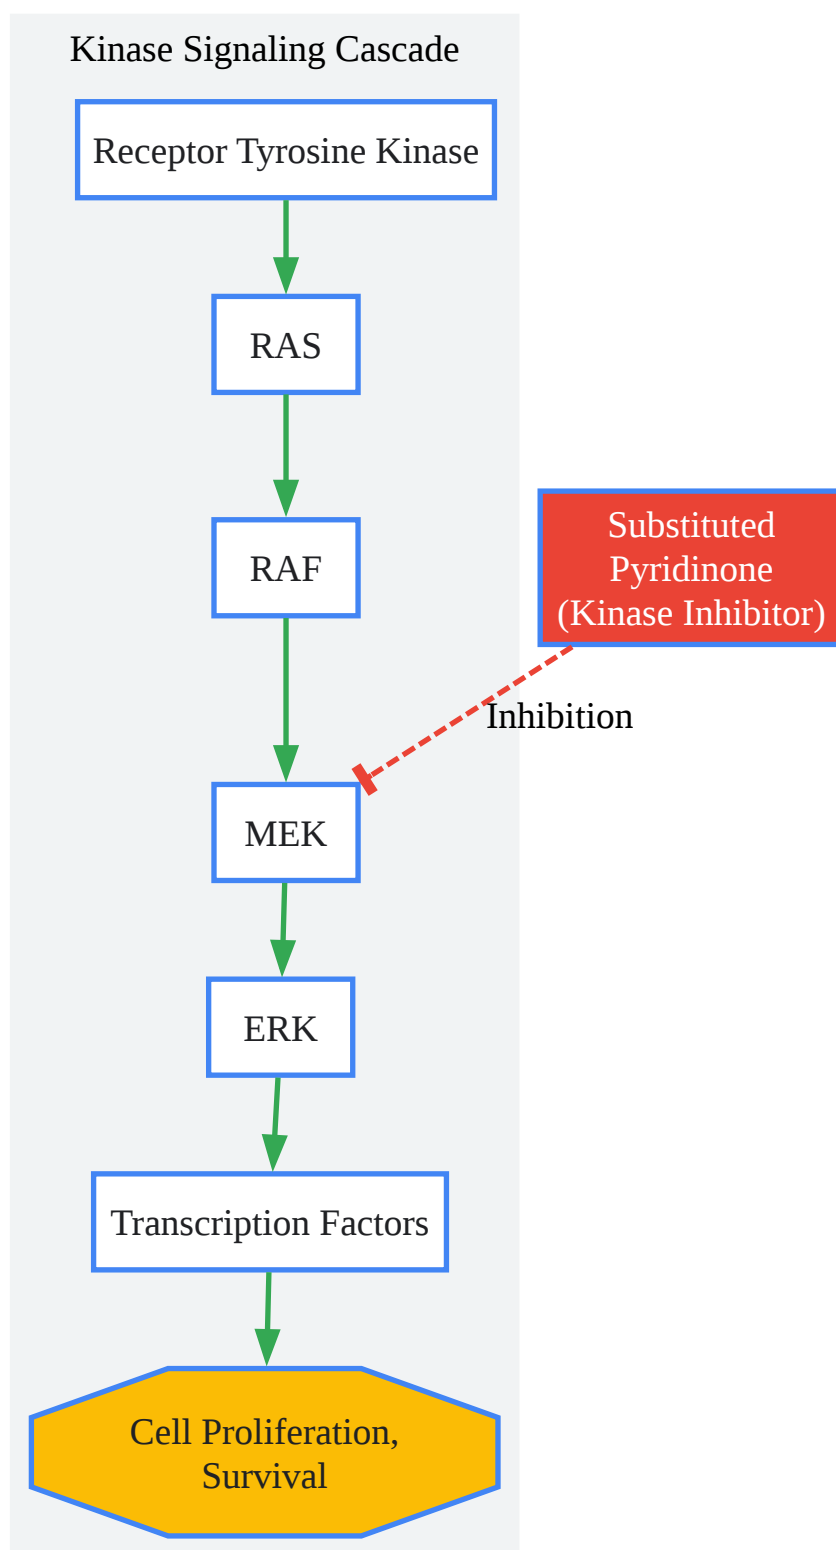 Kinase Signaling Cascade
Receptor Tyrosine Kinase
RAS
RAF
Substituted
Pyridinone
(Kinase Inhibitor)
Inhibition
MEK
ERK
Transcription Factors
Cell Proliferation,
Survival